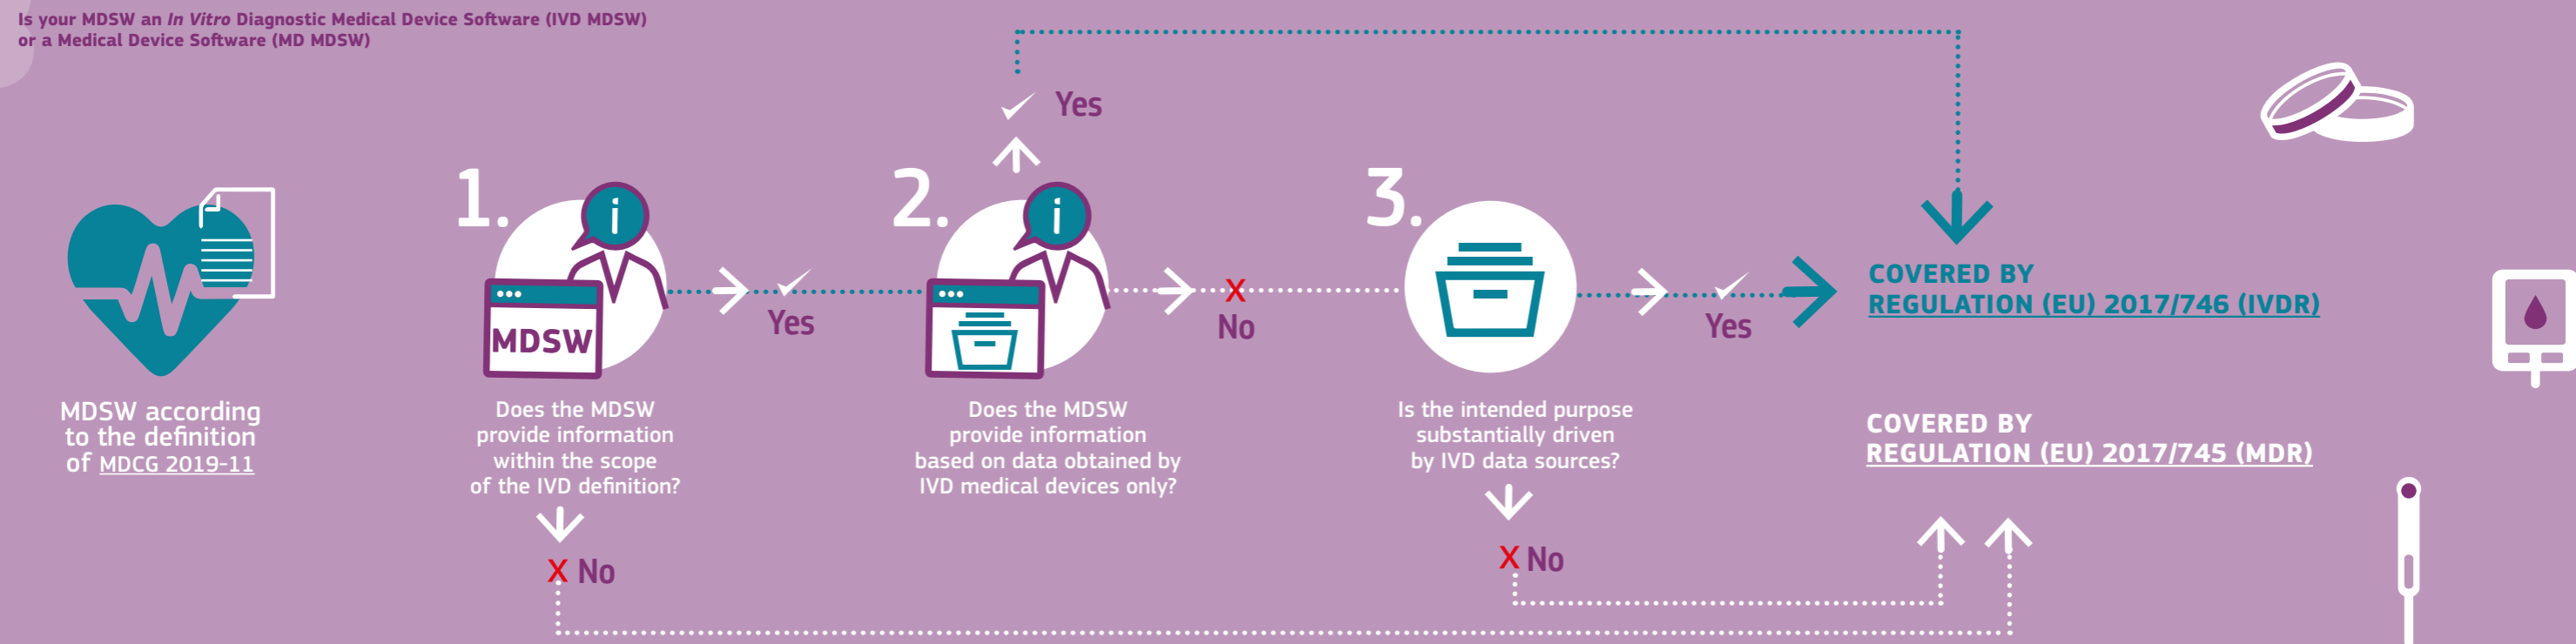 Is your MDSW an In Vitro Diagnostic Medical Device Software (IVD MDSW)
or a Medical Device Software (MD MDSW)
MDSW according
to the definition
of MDCG 2019-11
1.
i
MDSW
Does the MDSW
provide information
within the scope
of the IVD definition?
X No
Yes
2.
i
Does the MDSW
provide information
based on data obtained by
IVD medical devices only?
Yes
X
No
3.
Is the intended purpose
substantially driven
by IVD data sources?
X No
Yes
COVERED BY
REGULATION (EU) 2017/746 (IVDR)
COVERED BY
REGULATION (EU) 2017/745 (MDR)